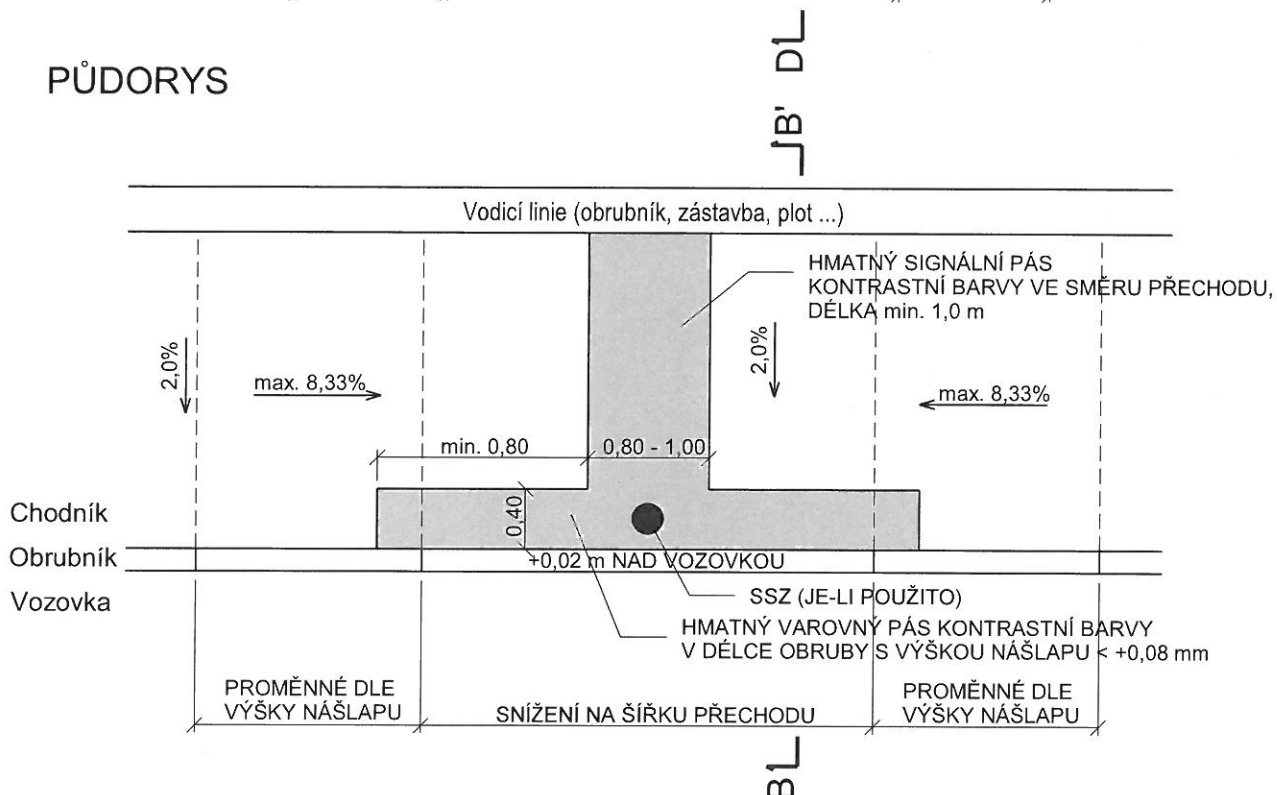 PŮDORYS
B' D
Vodicí linie (obrubník, zástavba, plot ...)
HMATNÝ SIGNÁLNÍ PÁS
KONTRASTNÍ BARVY VE SMĚRU PŘECHODU,
DÉLKA min. 1,0 m
2,0%
max. 8,33%
2,0%
max. 8,33%
min. 0,80
0,80 - 1,00
0,40
Chodník
Obrubník
+0,02 m NAD VOZOVKOU
Vozovka
SSZ (JE-LI POUŽITO)
HMATNÝ VAROVNÝ PÁS KONTRASTNÍ BARVY
V DÉLCE OBRUBY S VÝŠKOU NÁŠLAPU < +0,08 mm
PROMĚNNÉ DLE
VÝŠKY NÁŠLAPU
SNÍŽENÍ NA ŠÍŘKU PŘECHODU
PROMĚNNÉ DLE
VÝŠKY NÁŠLAPU
B